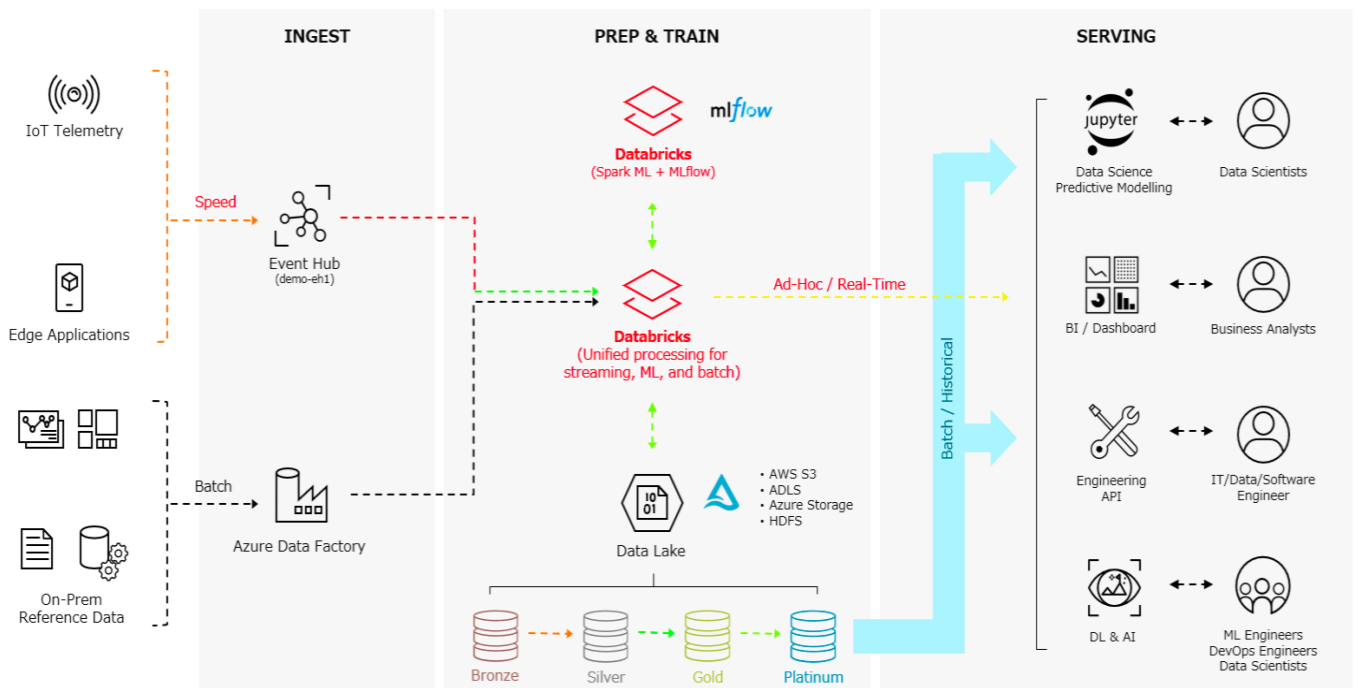 INGEST
PREP & TRAIN
SERVING
IoT Telemetry
Speed
Edge Applications
Event Hub
(demo-eh1)
Batch
Azure Data Factory
On-Prem
Reference Data
mlflow
Databricks
(Spark ML + MLflow)
Databricks
(Unified processing for
streaming, ML, and batch)
Ad-Hoc / Real-Time
10
01
• AWS S3
• ADLS
• Azure Storage
• HDFS
Data Lake
Bronze
Silver
Gold
Platinum
Batch / Historical
jupyter
Data Science
Predictive Modelling
Data Scientists
BI / Dashboard
Business Analysts
Engineering
API
IT/Data/Software
Engineer
DL & AI
ML Engineers
DevOps Engineers
Data Scientists